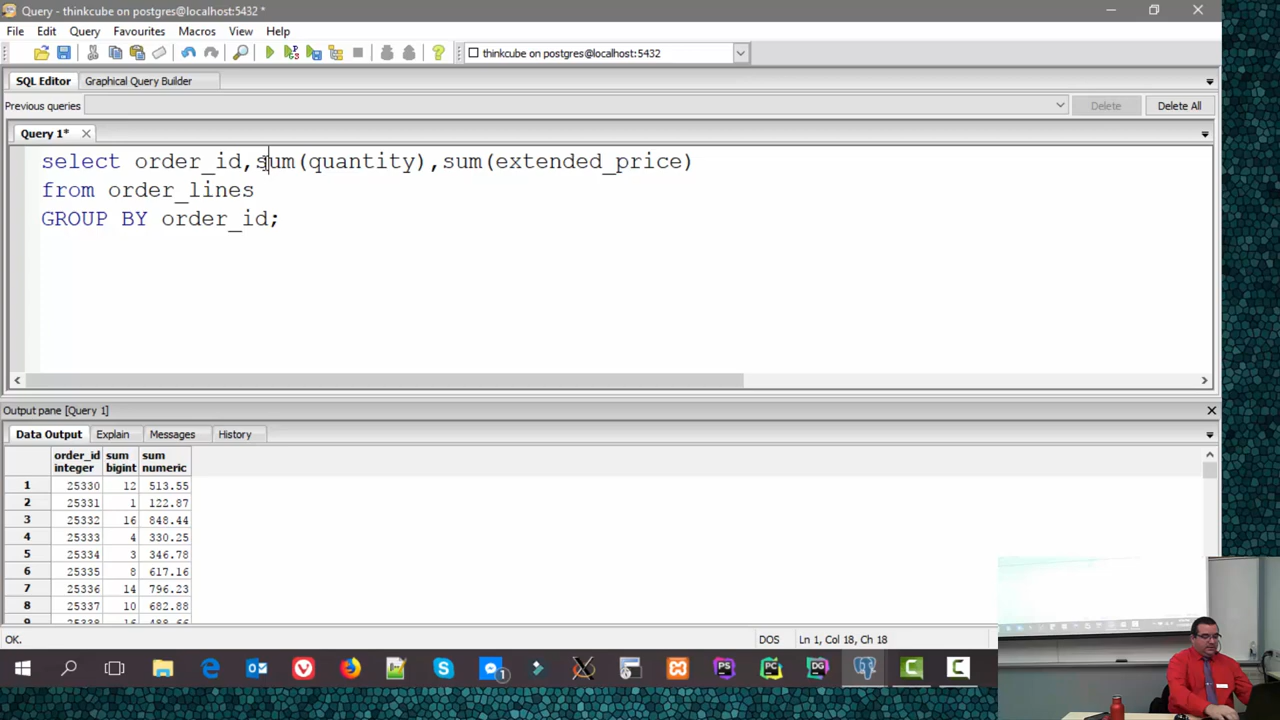 Query - thinkcube on postgres@localhost:5432 *
File Edit Query Favourites Macros View Help
thinkcube on postgres@localhost:5432
SQL Editor Graphical Query Builder
Previous queries Delete Delete All
Query 1*
select order_id,sum(quantity),sum(extended_price)
from order_lines
GROUP BY order_id;
Output pane [Query 1]
Data Output Explain Messages History
order_id sum sum
integer bigint numeric
1 25330 12 513.55
2 25331 1 122.87
3 25332 16 848.44
4 25333 4 330.25
5 25334 3 346.78
6 25335 8 617.16
7 25336 14 796.23
8 25337 10 682.88
OK. DOS Ln 1, Col 18, Ch 18
1 PS PC DG